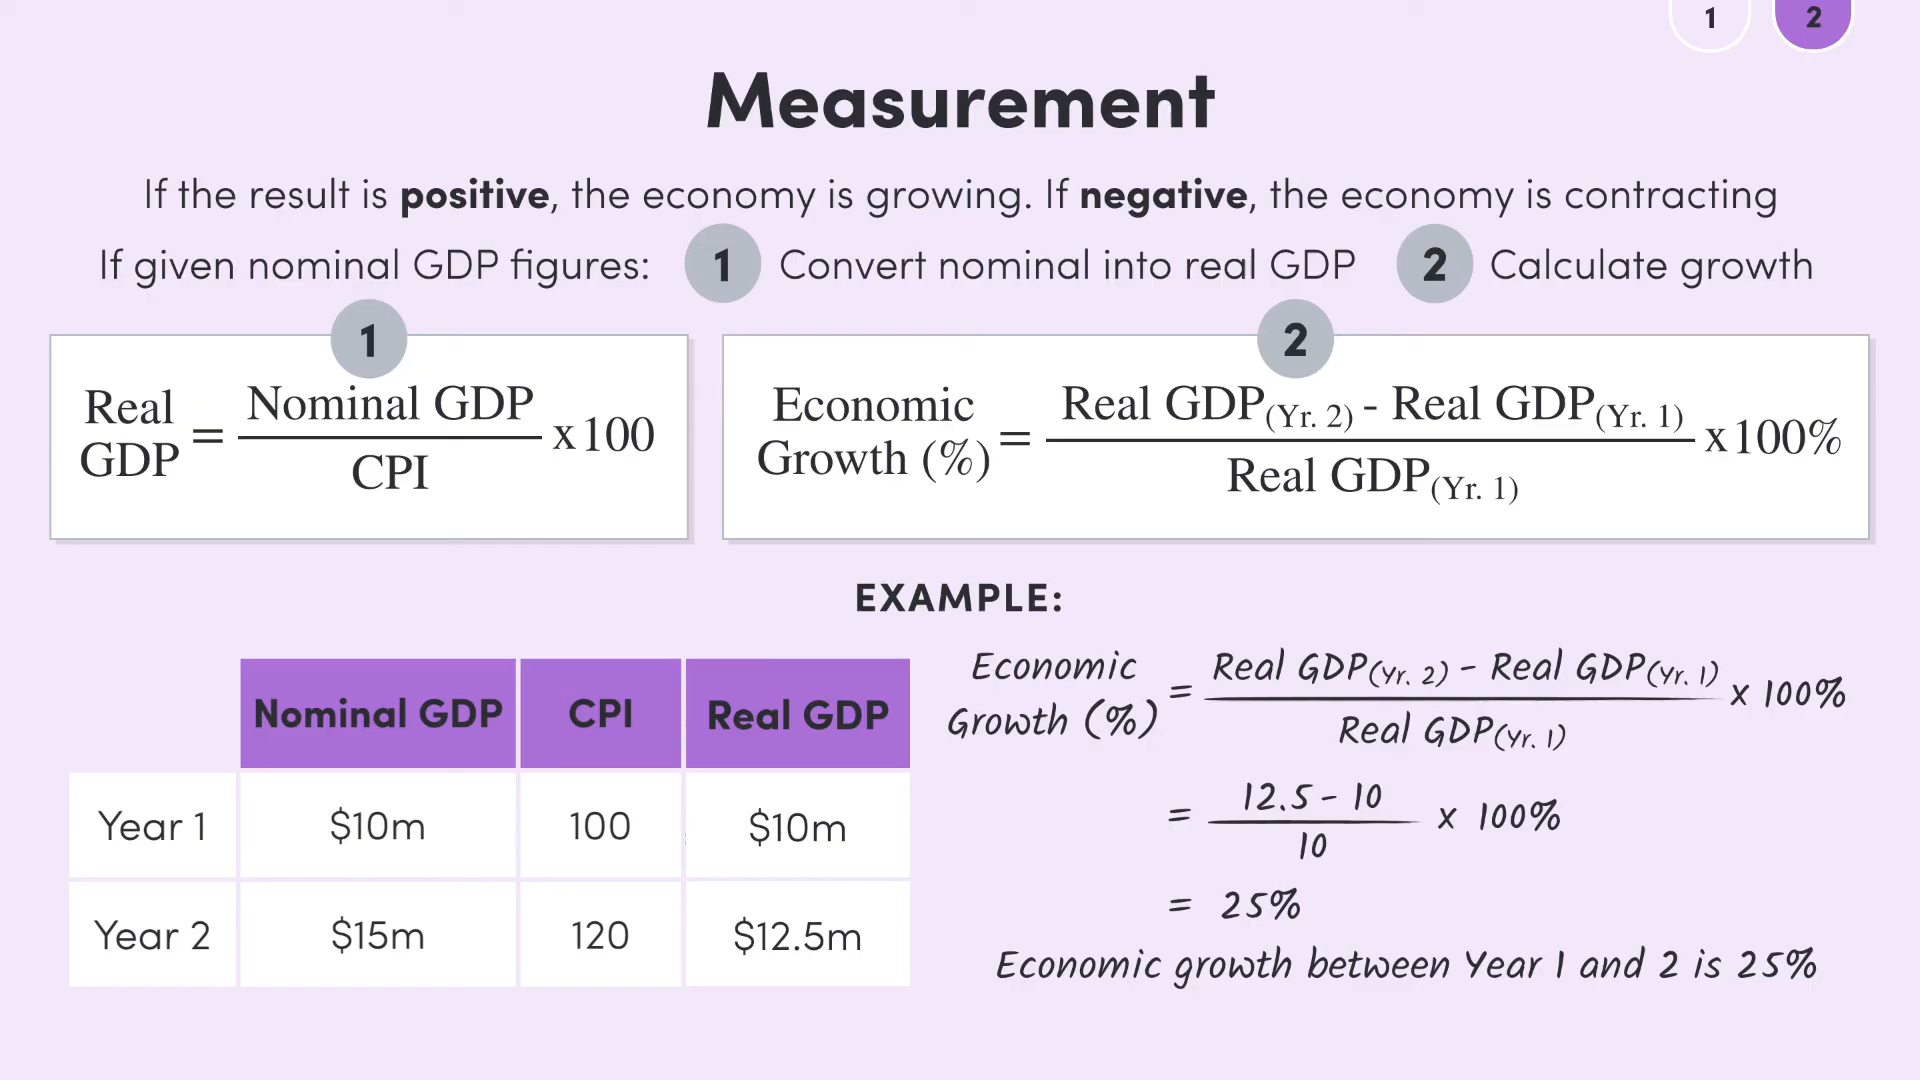 1 2
Measurement
If the result is positive, the economy is growing. If negative, the economy is contracting
If given nominal GDP figures: 1 Convert nominal into real GDP 2 Calculate growth
1
Real GDP = Nominal GDP / CPI x 100
2
Economic Growth (%) = Real GDP(Yr. 2) - Real GDP(Yr. 1) / Real GDP(Yr. 1) x 100%
EXAMPLE:
Nominal GDP CPI Real GDP
Year 1 $10m 100 $10m
Year 2 $15m 120 $12.5m
Economic Growth (%) = Real GDP(Yr. 2) - Real GDP(Yr. 1) / Real GDP(Yr. 1) x 100%
= 12.5 - 10 / 10 x 100%
= 25%
Economic growth between Year 1 and 2 is 25%